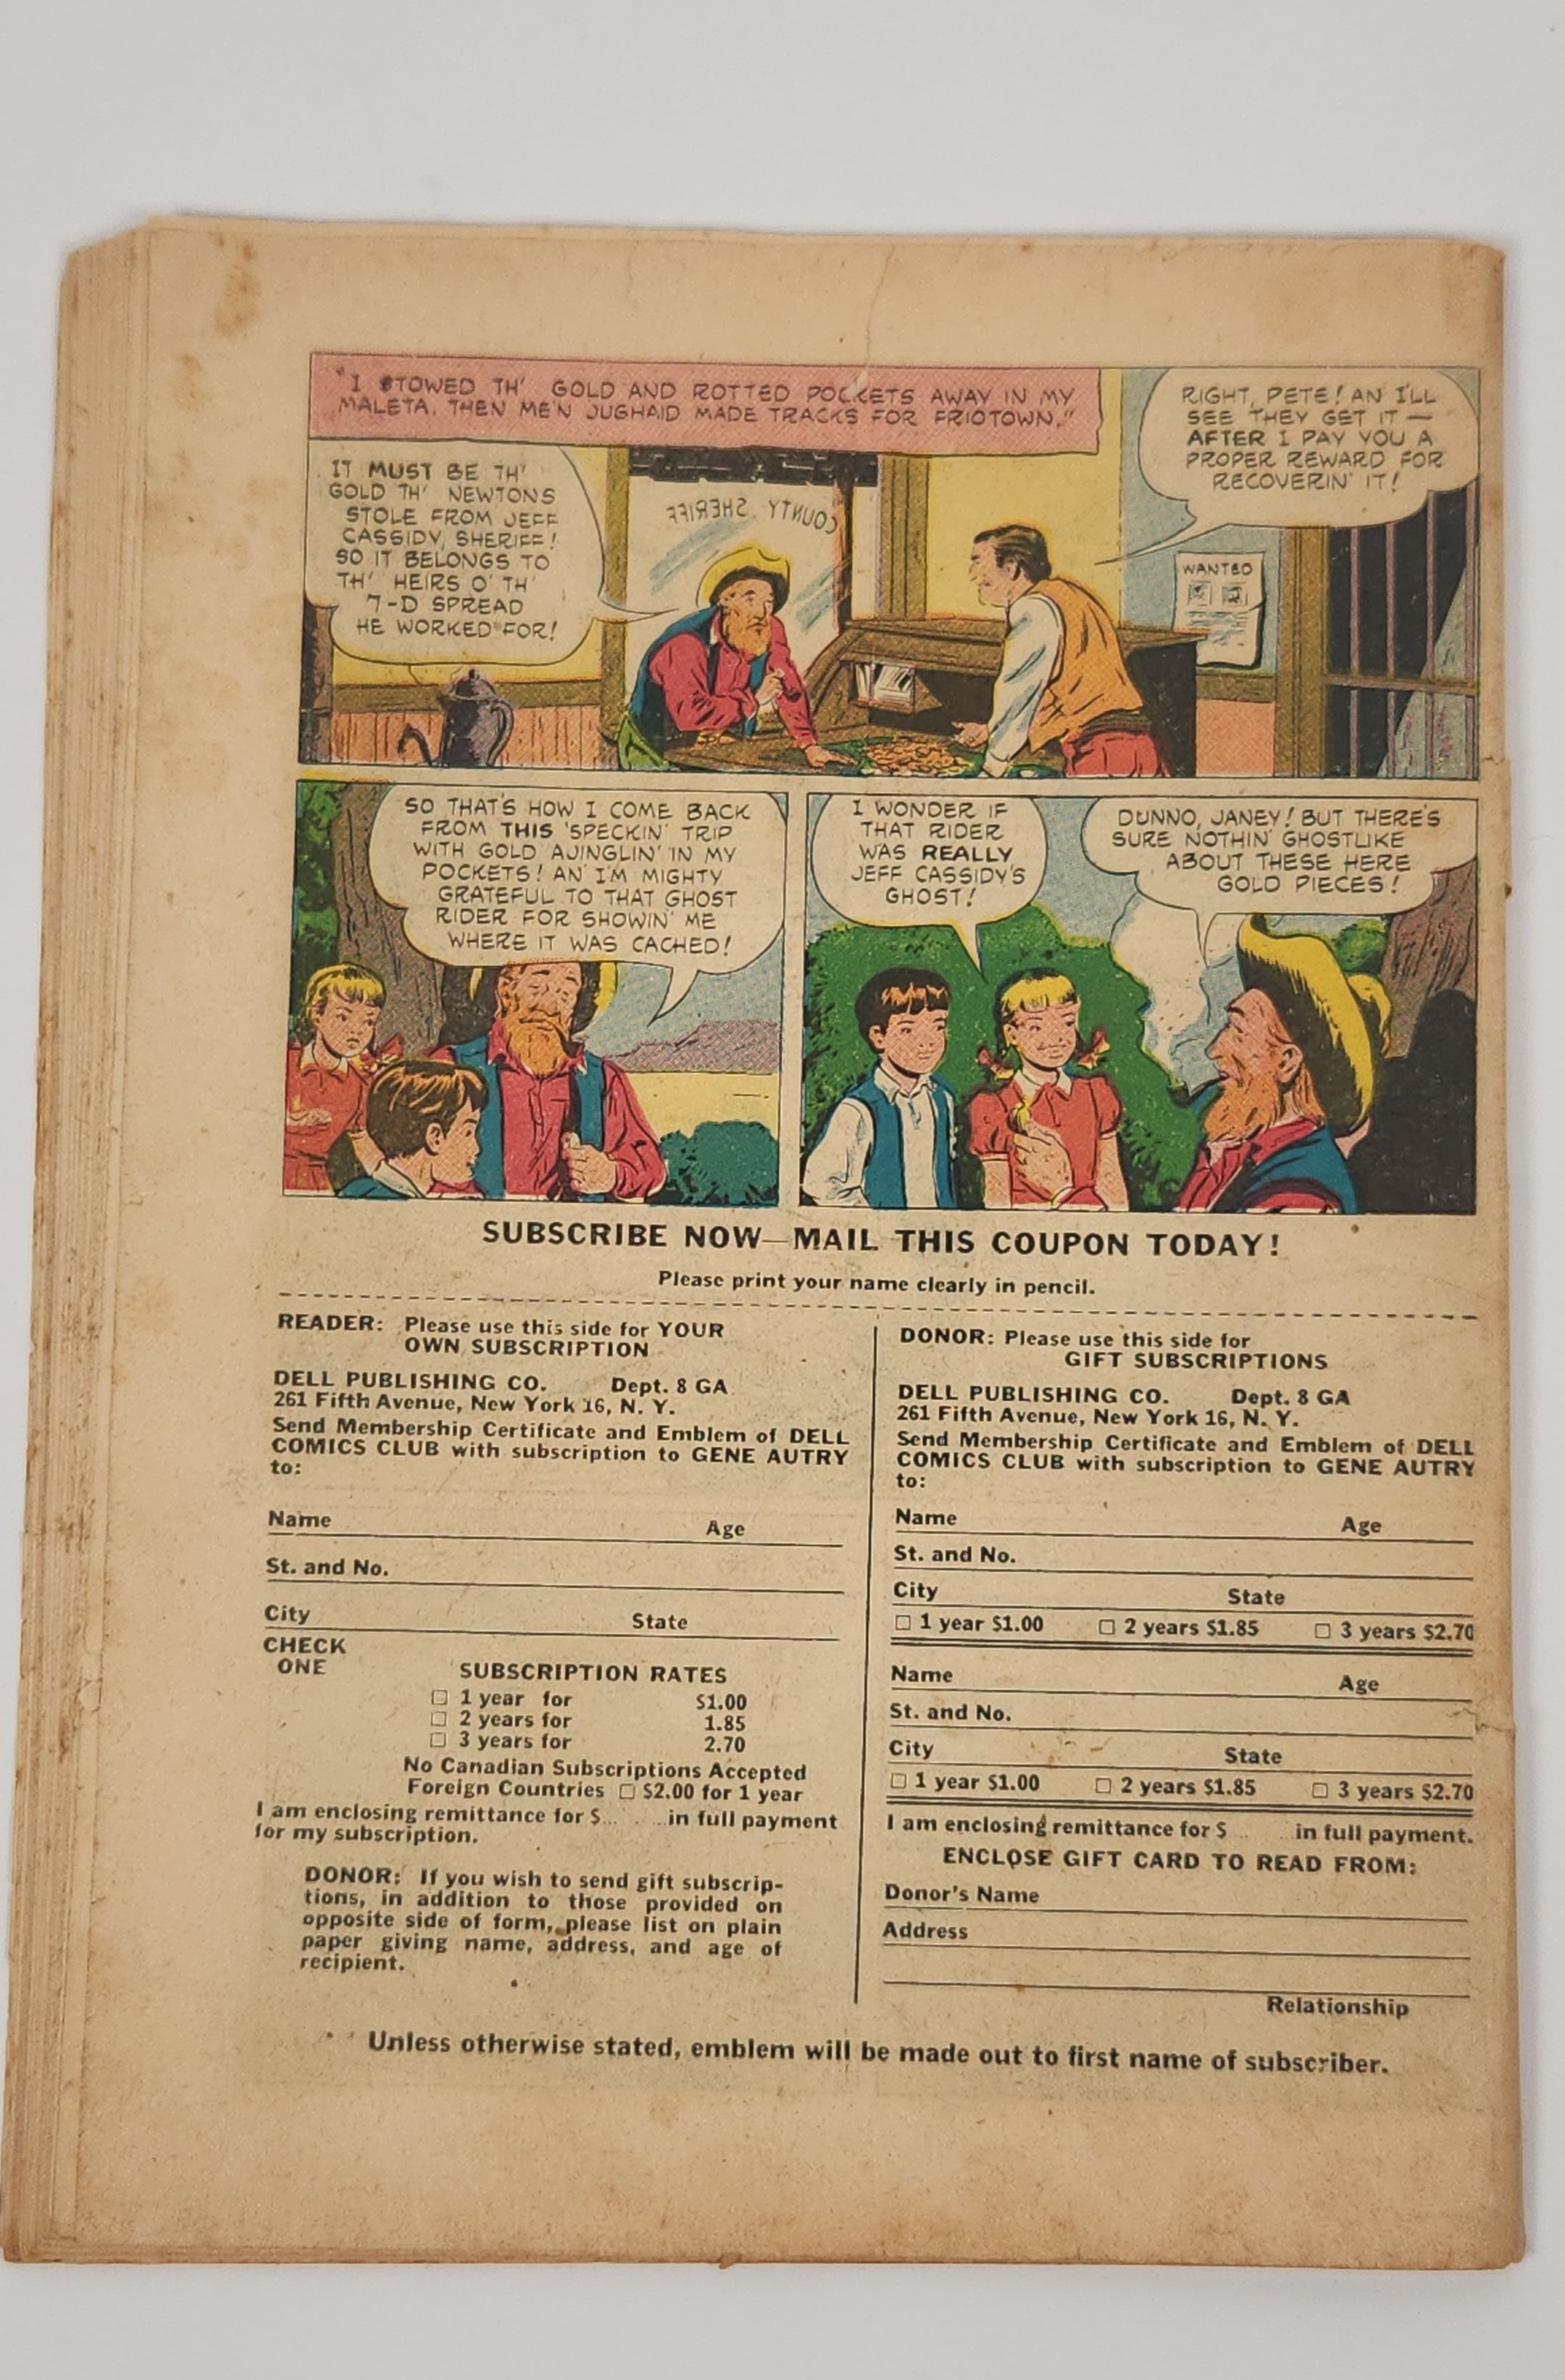 "I STOWED TH' GOLD AND ROTTED POCKETS AWAY IN MY
MALETA. THEN ME'N JUGHAID MADE TRACKS FOR FRIOTOWN."
IT MUST BE TH'
GOLD TH' NEWTONS
STOLE FROM JEFF
CASSIDY, SHERIFF!
SO IT BELONGS TO
TH' HEIRS O' TH'
7-D SPREAD
HE WORKED FOR!
COUNTY SHERIFF
RIGHT, PETE! AN' I'LL
SEE THEY GET IT —
AFTER I PAY YOU A
PROPER REWARD FOR
RECOVERIN' IT!
WANTED
SO THAT'S HOW I COME BACK
FROM THIS 'SPECKIN' TRIP
WITH GOLD AJINGLIN' IN MY
POCKETS! AN' I'M MIGHTY
GRATEFUL TO THAT GHOST
RIDER FOR SHOWIN' ME
WHERE IT WAS CACHED!
I WONDER IF
THAT RIDER
WAS REALLY
JEFF CASSIDY'S
GHOST!
DUNNO, JANEY! BUT THERE'S
SURE NOTHIN' GHOSTLIKE
ABOUT THESE HERE
GOLD PIECES!
SUBSCRIBE NOW—MAIL THIS COUPON TODAY!
Please print your name clearly in pencil.
READER: Please use this side for YOUR
OWN SUBSCRIPTION
DELL PUBLISHING CO. Dept. 8 GA
261 Fifth Avenue, New York 16, N. Y.
Send Membership Certificate and Emblem of DELL
COMICS CLUB with subscription to GENE AUTRY
to:
Name Age
St. and No.
City State
CHECK
ONE
SUBSCRIPTION RATES
☐ 1 year for $1.00
☐ 2 years for 1.85
☐ 3 years for 2.70
No Canadian Subscriptions Accepted
Foreign Countries ☐ $2.00 for 1 year
I am enclosing remittance for $... . ...in full payment
for my subscription.
DONOR: If you wish to send gift subscrip-
tions, in addition to those provided on
opposite side of form, please list on plain
paper giving name, address, and age of
recipient.
DONOR: Please use this side for
GIFT SUBSCRIPTIONS
DELL PUBLISHING CO. Dept. 8 GA
261 Fifth Avenue, New York 16, N. Y.
Send Membership Certificate and Emblem of DELL
COMICS CLUB with subscription to GENE AUTRY
to:
Name Age
St. and No.
City State
☐ 1 year $1.00 ☐ 2 years $1.85 ☐ 3 years $2.70
Name Age
St. and No.
City State
☐ 1 year $1.00 ☐ 2 years $1.85 ☐ 3 years $2.70
I am enclosing remittance for $ .. ..in full payment.
ENCLOSE GIFT CARD TO READ FROM:
Donor's Name
Address
Relationship
Unless otherwise stated, emblem will be made out to first name of subscriber.